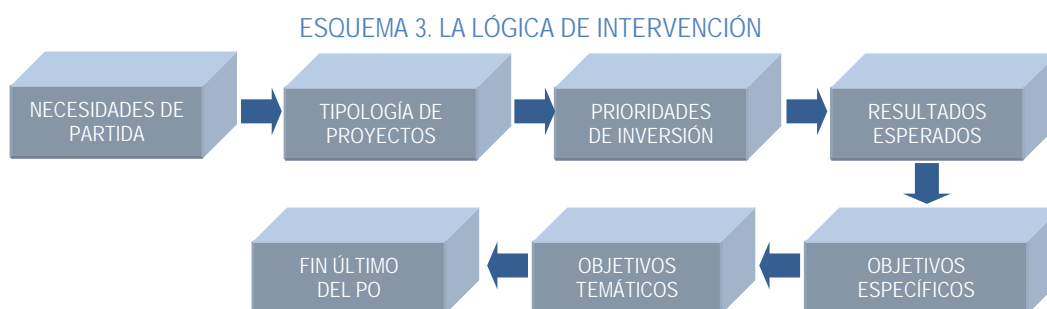 ESQUEMA 3. LA LÓGICA DE INTERVENCIÓN
NECESIDADES DE
PARTIDA
TIPOLOGÍA DE
PROYECTOS
PRIORIDADES
DE INVERSIÓN
RESULTADOS
ESPERADOS
OBJETIVOS
ESPECÍFICOS
OBJETIVOS
TEMÁTICOS
FIN ÚLTIMO
DEL PO